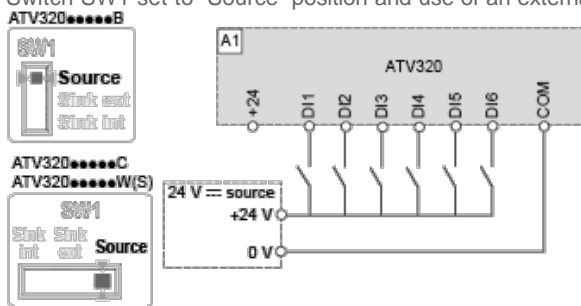 Switch SW1 set to "Source" position and use of an externa
ATV320●●●●●B
SW1
Source
Sink ext
Sink int
ATV320●●●●●C
ATV320●●●●●W(S)
SW1
Sink int
Sink ext
Source
A1
ATV320
+24
DI1
DI2
DI3
DI4
DI5
DI6
COM
24 V source
+24 V
0 V